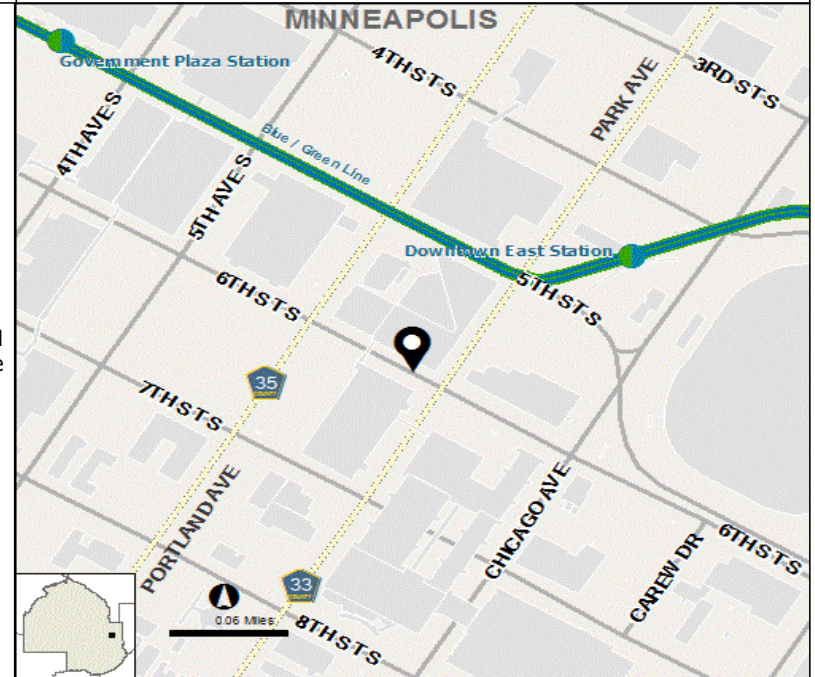 MINNEAPOLIS
Government Plaza Station
4TH ST S
3RD ST S
PARK AVE
4TH AVE S
Blue / Green Line
5TH AVE S
Downtown East Station
5TH ST S
6TH ST S
35
COUNTY
7TH ST S
PORTLAND AVE
CHICAGO AVE
6TH ST S
CAREW DR
33
COUNTY
0.06 Miles
8TH ST S
l
e